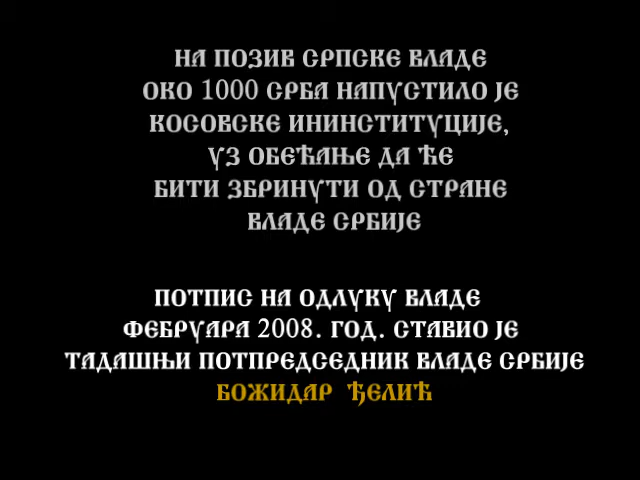 НА ПОЗИВ СРПСКЕ ВЛАДЕ
ОКО 1000 СРБА НАПУСТИЛО ЈЕ
КОСОВСКЕ ИНИНСТИТУЦИЈЕ,
УЗ ОБЕЋАЊЕ ДА ЋЕ
БИТИ ЗБРИНУТИ ОД СТРАНЕ
ВЛАДЕ СРБИЈЕ
ПОТПИС НА ОДЛУКУ ВЛАДЕ
ФЕБРУАРА 2008. ГОД. СТАВИО ЈЕ
ТАДАШЊИ ПОТПРЕДСЕДНИК ВЛАДЕ СРБИЈЕ
БОЖИДАР ЂЕЛИЋ